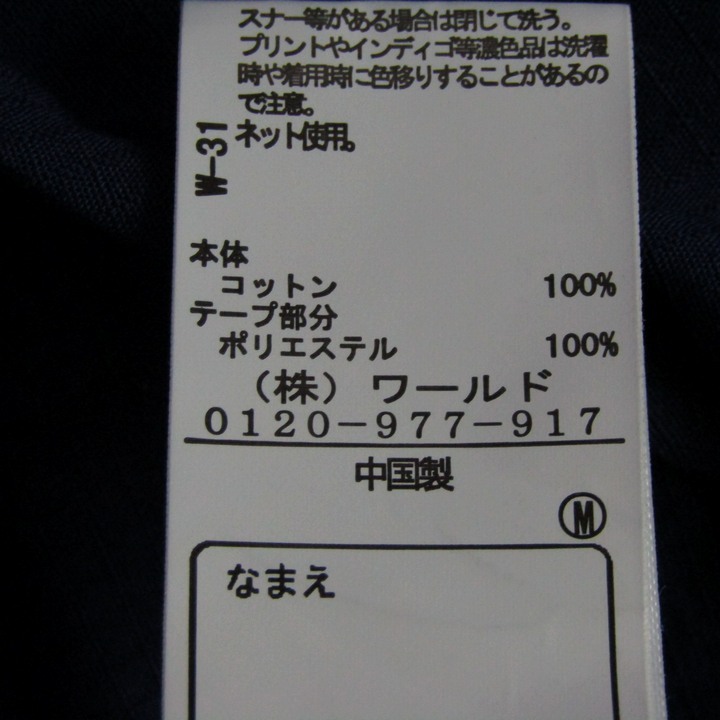 スナー等がある場合は閉じて洗う。
プリントやインディゴ等濃色品は洗濯
時や着用時に色移りすることがあるの
で注意。
ネット使用。
W-31
本体
コットン 100%
テープ部分
ポリエステル 100%
(株) ワールド
0120-977-917
中国製
M
なまえ